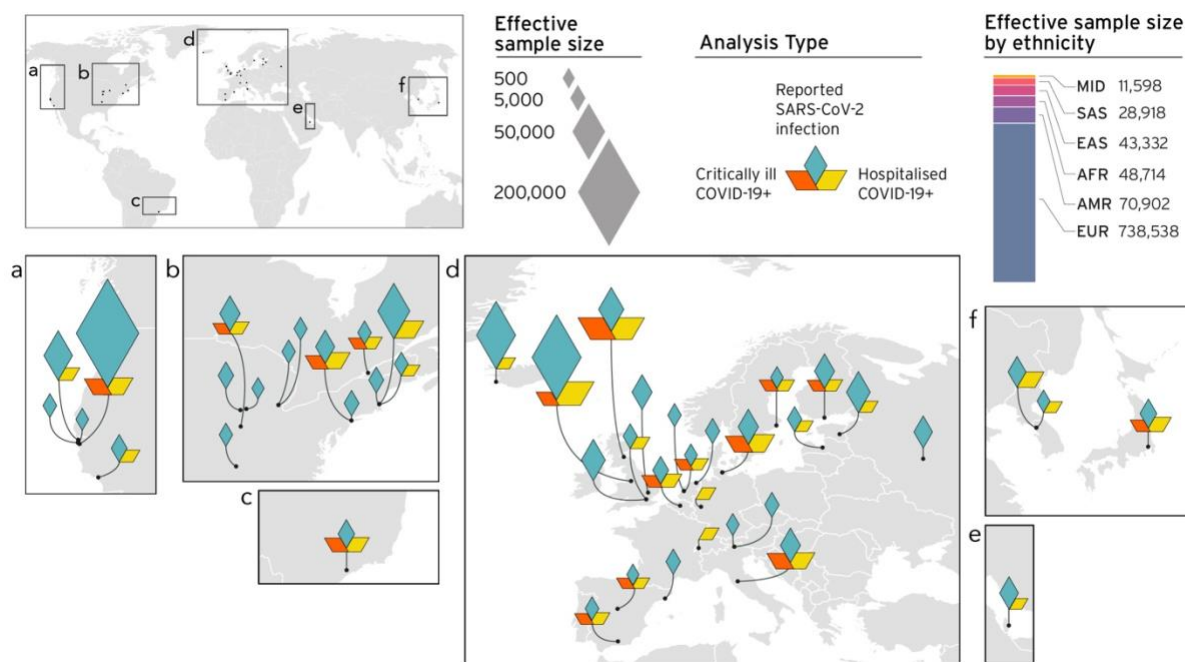 d
a
b
f
e
c
Effective
sample size
500
5,000
50,000
200,000
Analysis Type
Reported
SARS-CoV-2
infection
Critically ill
COVID-19+
Hospitalised
COVID-19+
Effective sample size
by ethnicity
MID 11,598
SAS 28,918
EAS 43,332
AFR 48,714
AMR 70,902
EUR 738,538
a
b
d
f
c
e